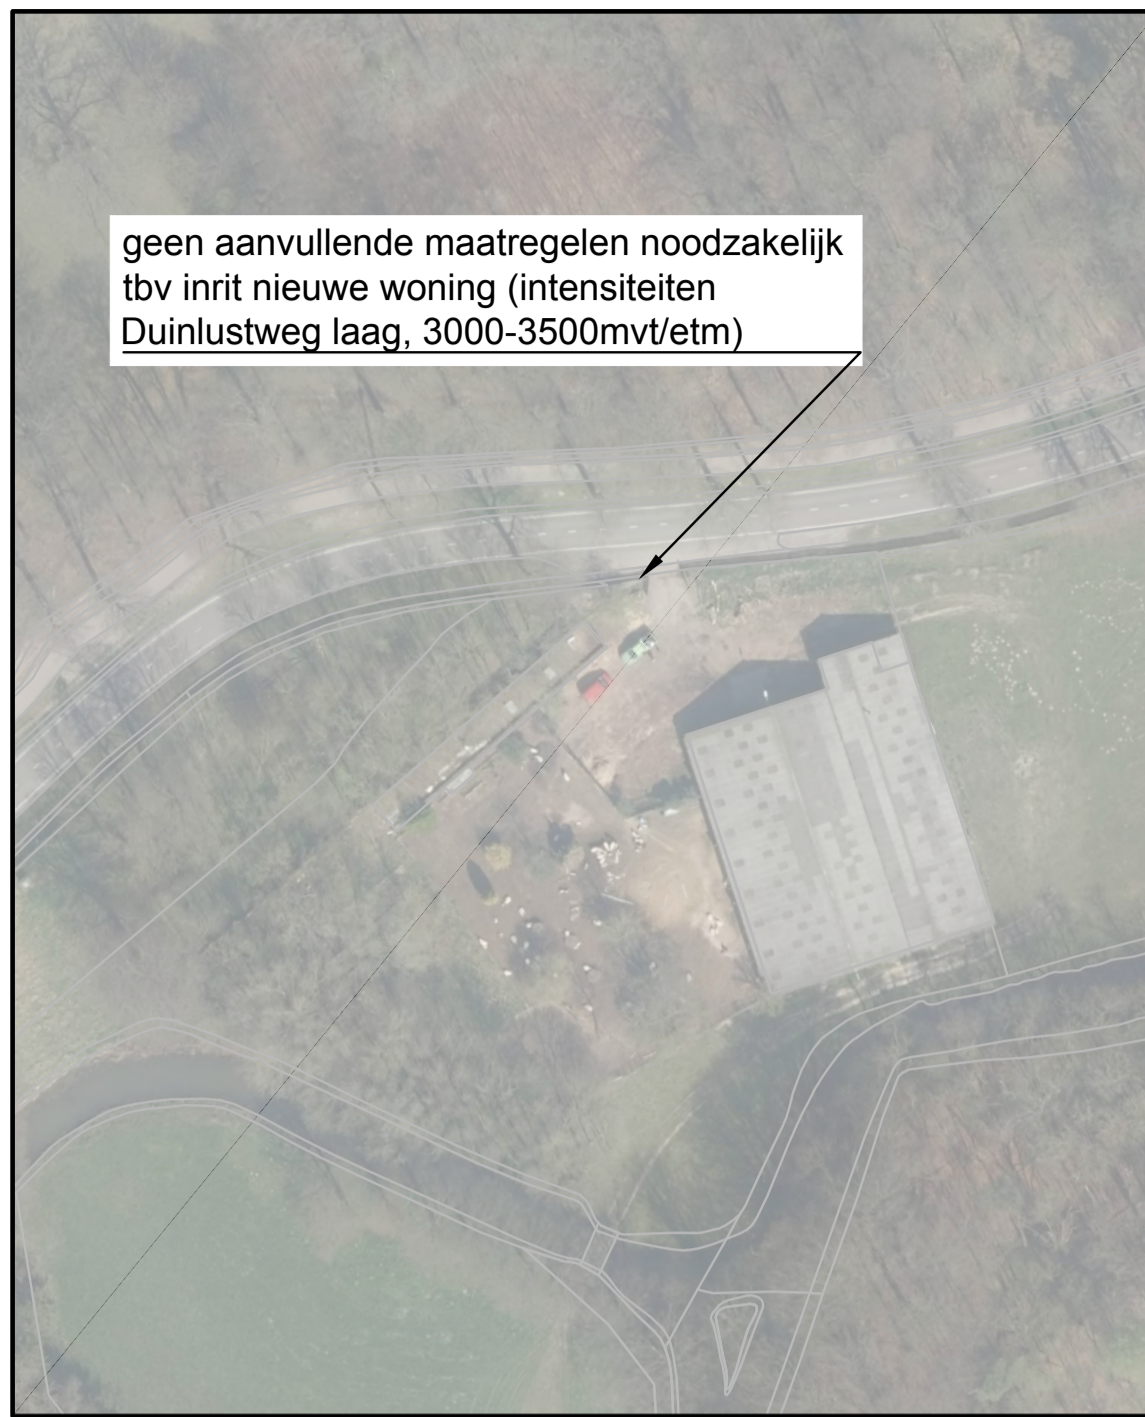 geen aanvullende maatregelen noodzakelijk
tbv inrit nieuwe woning (intensiteiten
Duinlustweg laag, 3000-3500mvt/etm)